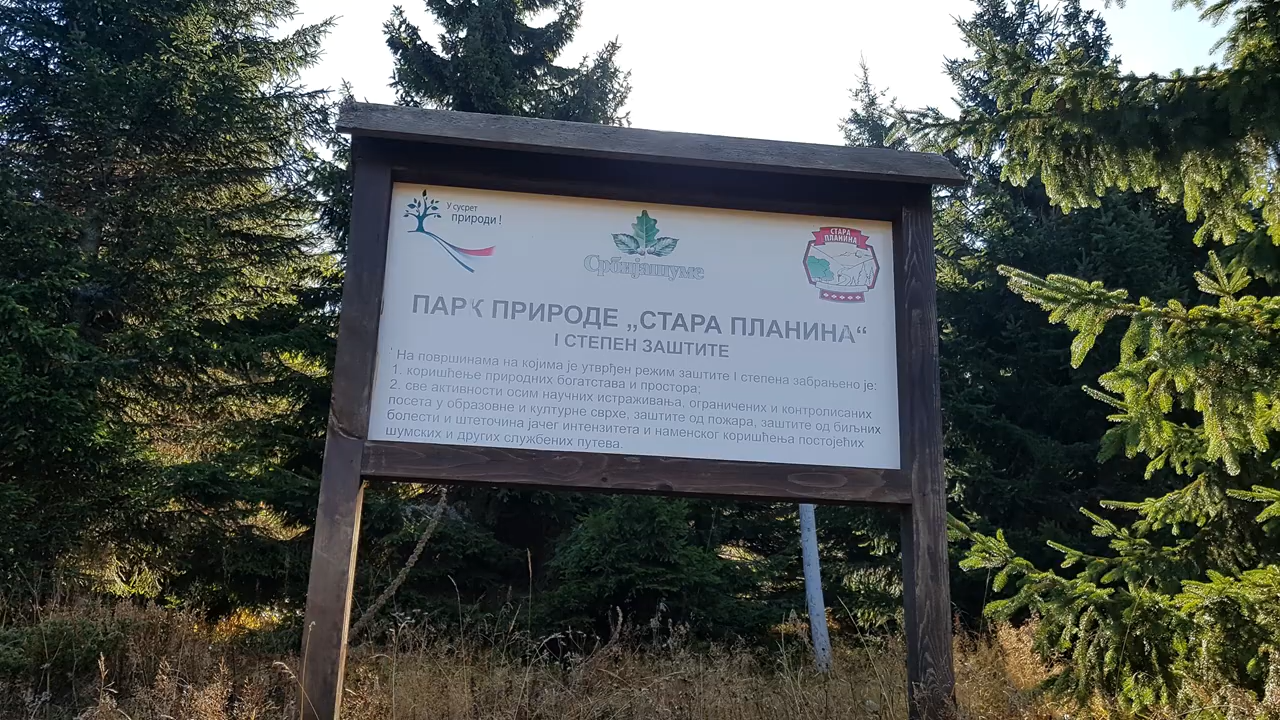 У сусрет
природи !
Србијашуме
СТАРА
ПЛАНИНА
ПАРК ПРИРОДЕ „СТАРА ПЛАНИНА“
I СТЕПЕН ЗАШТИТЕ
На површинама на којима је утврђен режим заштите I степена забрањено је:
1. коришћење природних богатстава и простора;
2. све активности осим научних истраживања, ограничених и контролисаних
посета у образовне и културне сврхе, заштите од пожара, заштите од биљних
болести и штеточина јачег интензитета и наменског коришћења постојећих
шумских и других службених путева.